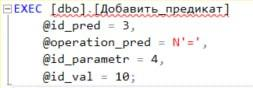 EXEC [dbo].[Добавить_предикат]
@id_pred = 3,
@operation_pred = N'=',
@id_parametr = 4,
@id_val = 10;